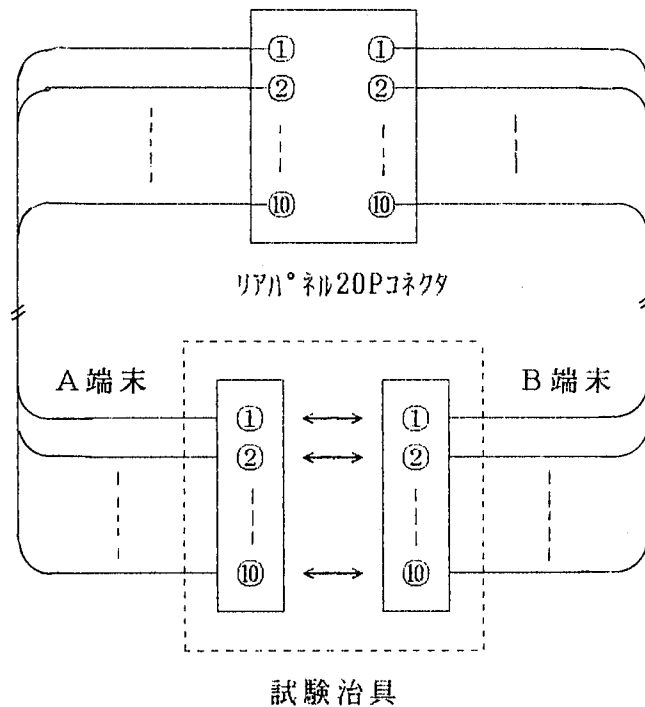 ① ①
② ②
⑩ ⑩
リアパネル20Pコネクタ
A端末 B端末
① ①
② ②
⑩ ⑩
試験治具